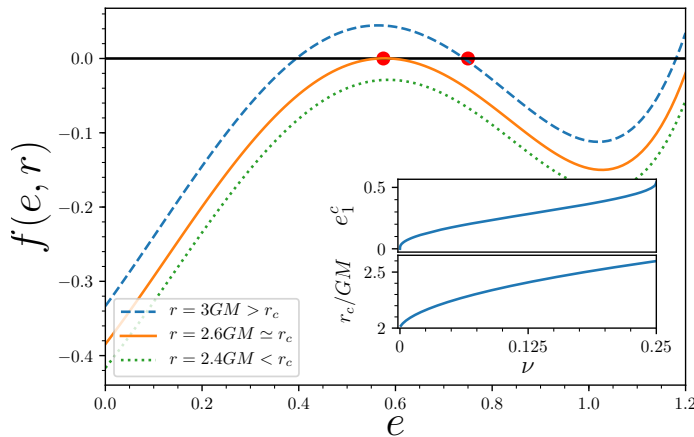 0.0
−0.1
−0.2
−0.3
−0.4
f(e, r)
r = 3GM > r_c
r = 2.6GM ≃ r_c
r = 2.4GM < r_c
0.0 0.2 0.4 0.6 0.8 1.0 1.2
e
0.5
0
e_1^c
2.5
2
r_c/GM
0 0.125 0.25
ν